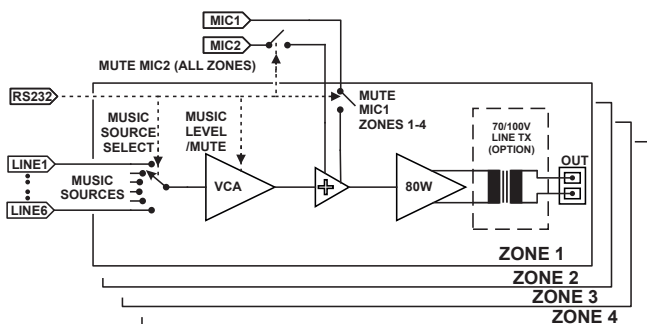 MIC1
MIC2
MUTE MIC2 (ALL ZONES)
RS232
MUSIC
SOURCE
SELECT
MUSIC
LEVEL
/MUTE
MUTE
MIC1
ZONES 1-4
70/100V
LINE TX
(OPTION)
OUT
LINE1
MUSIC
SOURCES
LINE6
VCA
+
80W
ZONE 1
ZONE 2
ZONE 3
ZONE 4